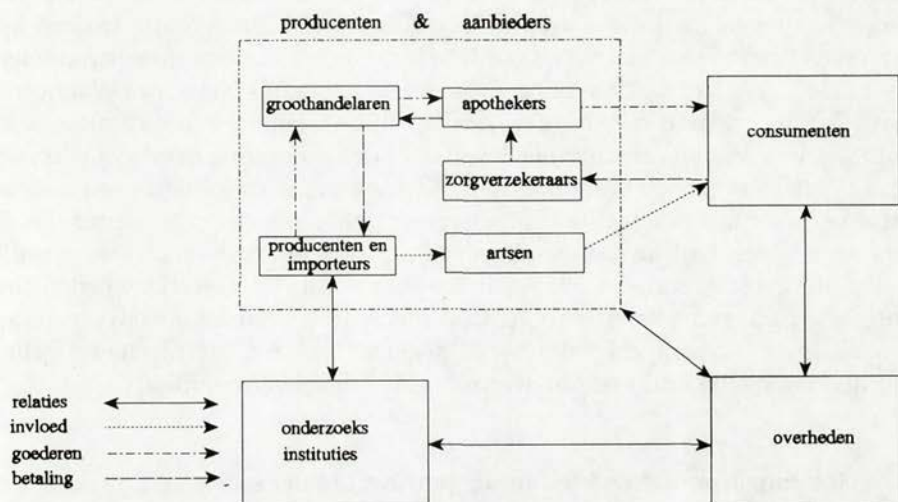 producenten & aanbieders
groothandelaren
apothekers
consumenten
zorgverzekeraars
producenten en
importeurs
artsen
relaties
invloed
goederen
betaling
onderzoeks
instituties
overheden